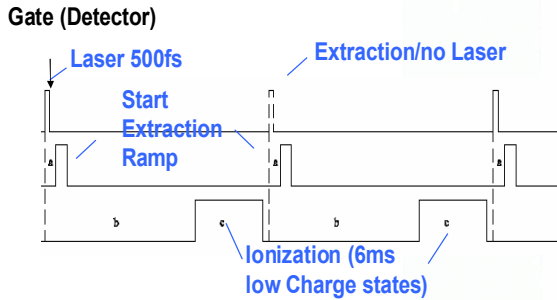 Gate (Detector)
Laser 500fs
Extraction/no Laser
Start
Extraction
Ramp
a
a
a
b
c
b
c
Ionization (6ms
low Charge states)